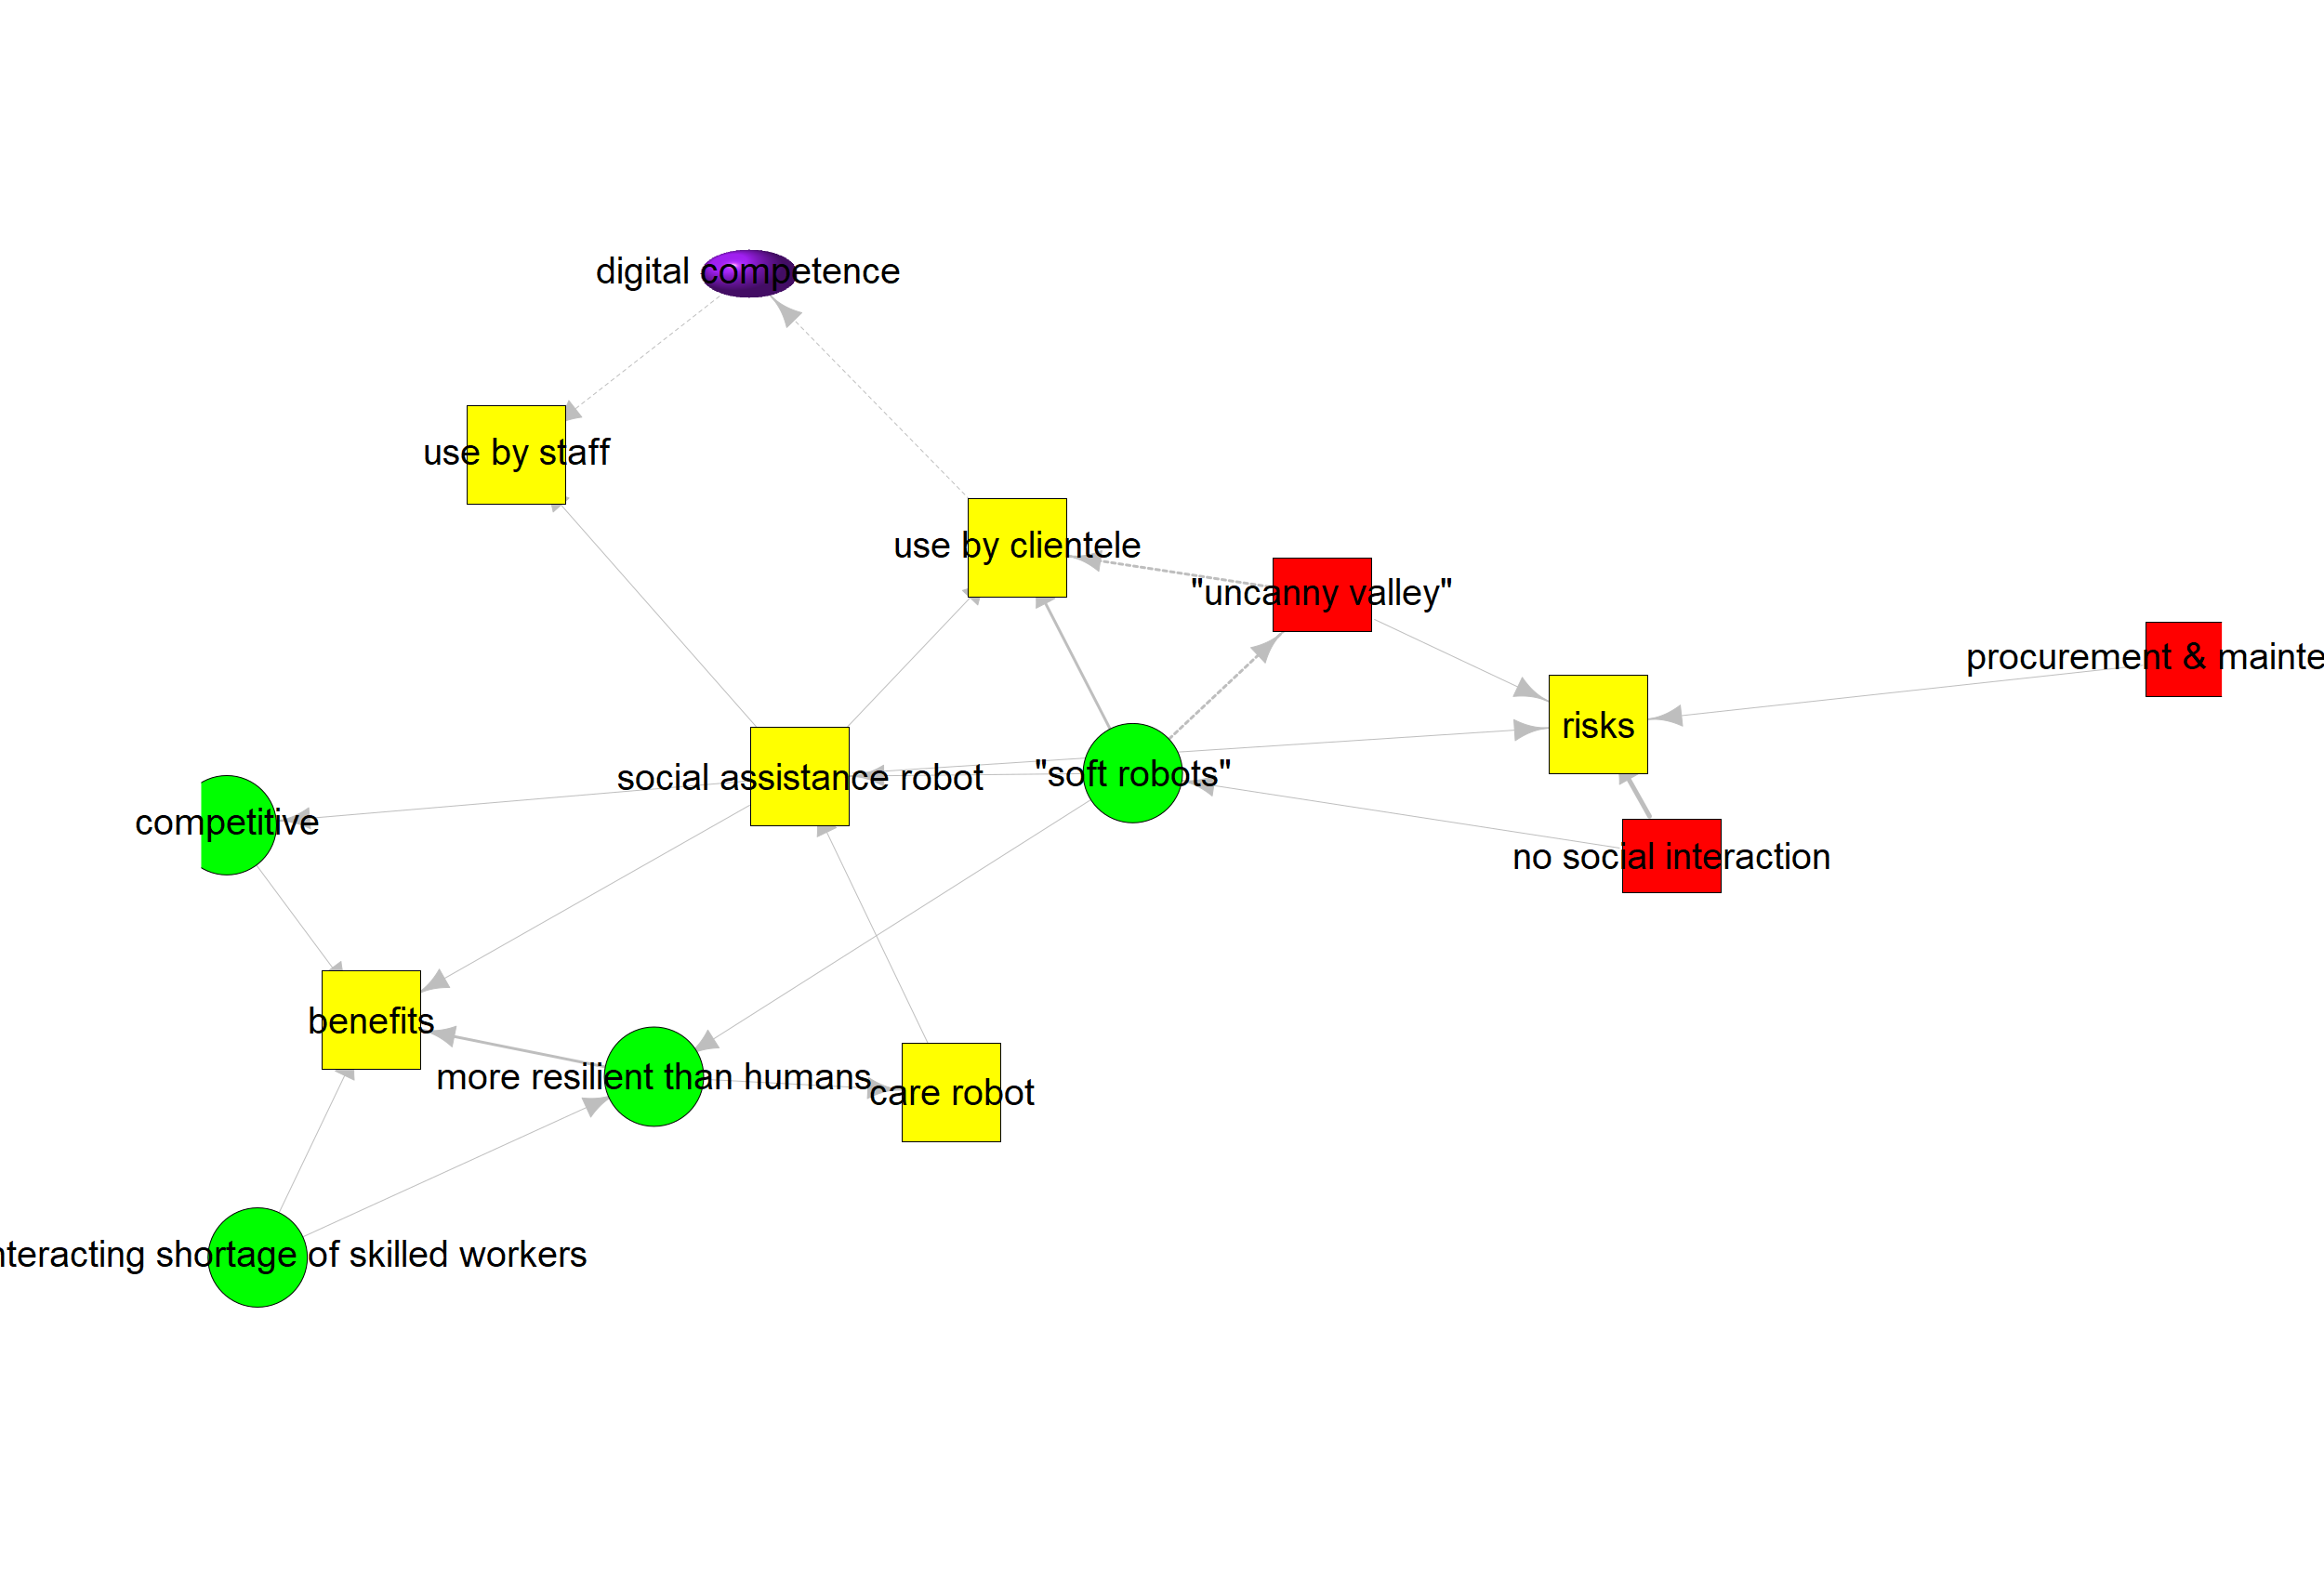 digital competence
use by staff
use by clientele
"uncanny valley"
procurement & mainte
risks
social assistance robot
"soft robots"
competitive
no social interaction
benefits
more resilient than humans
care robot
nteracting shortage of skilled workers